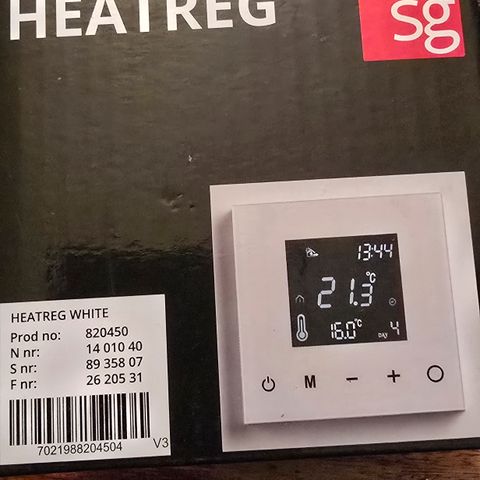 HEATREG
sg
13:44
21.3°C
16.0°C DAY 4
M - +
HEATREG WHITE
Prod no: 820450
N nr: 14 010 40
S nr: 89 358 07
F nr: 26 205 31
7021988204504 V3